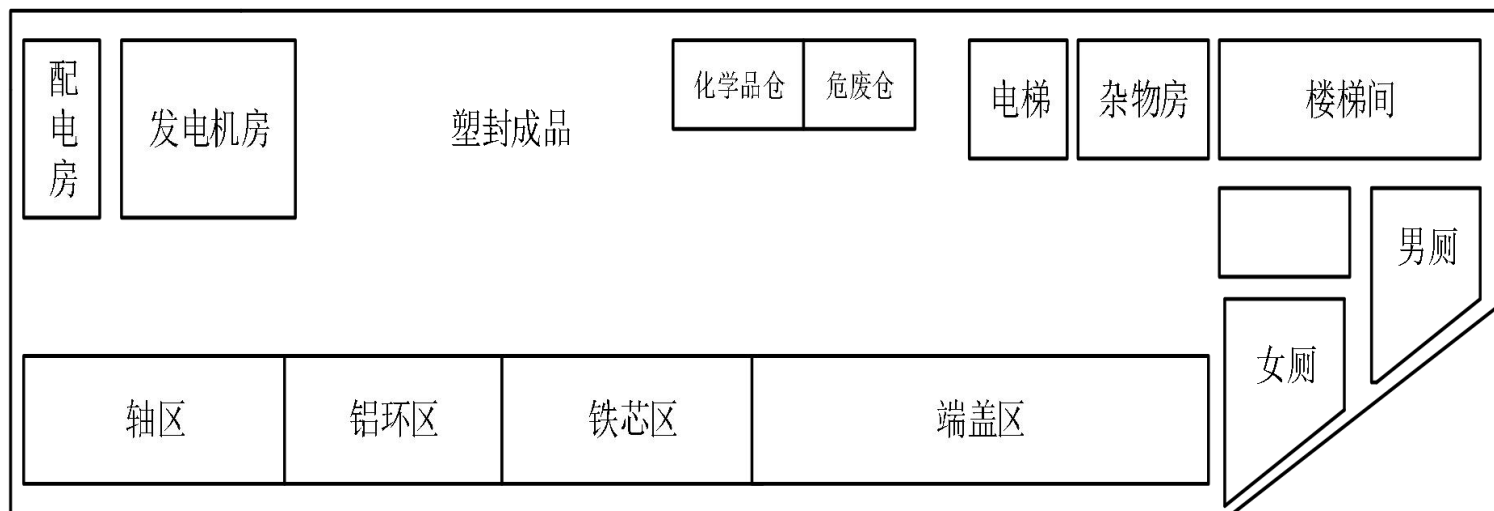 配电房
发电机房
塑封成品
化学品仓
危废仓
电梯
杂物房
楼梯间
男厕
女厕
轴区
铝环区
铁芯区
端盖区